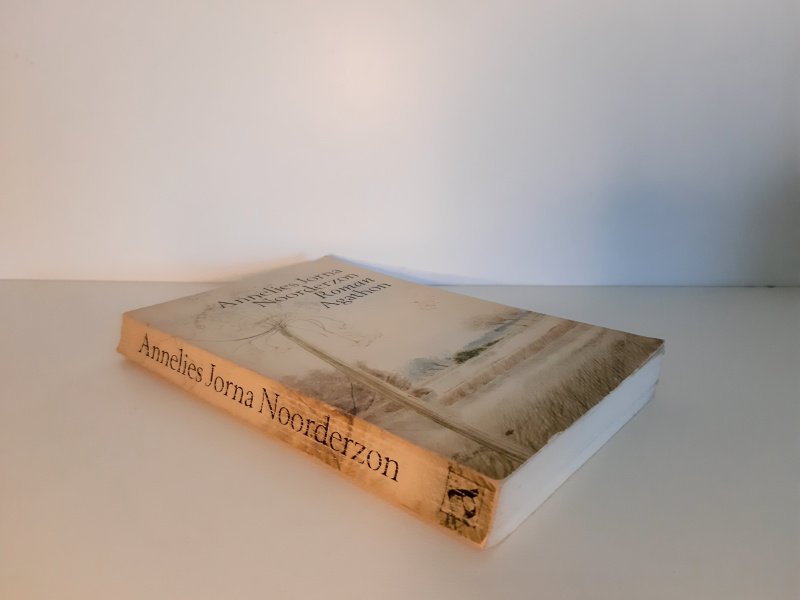 Annelies Jorna
Noorderzon
Roman
Agathon
Annelies Jorna Noorderzon